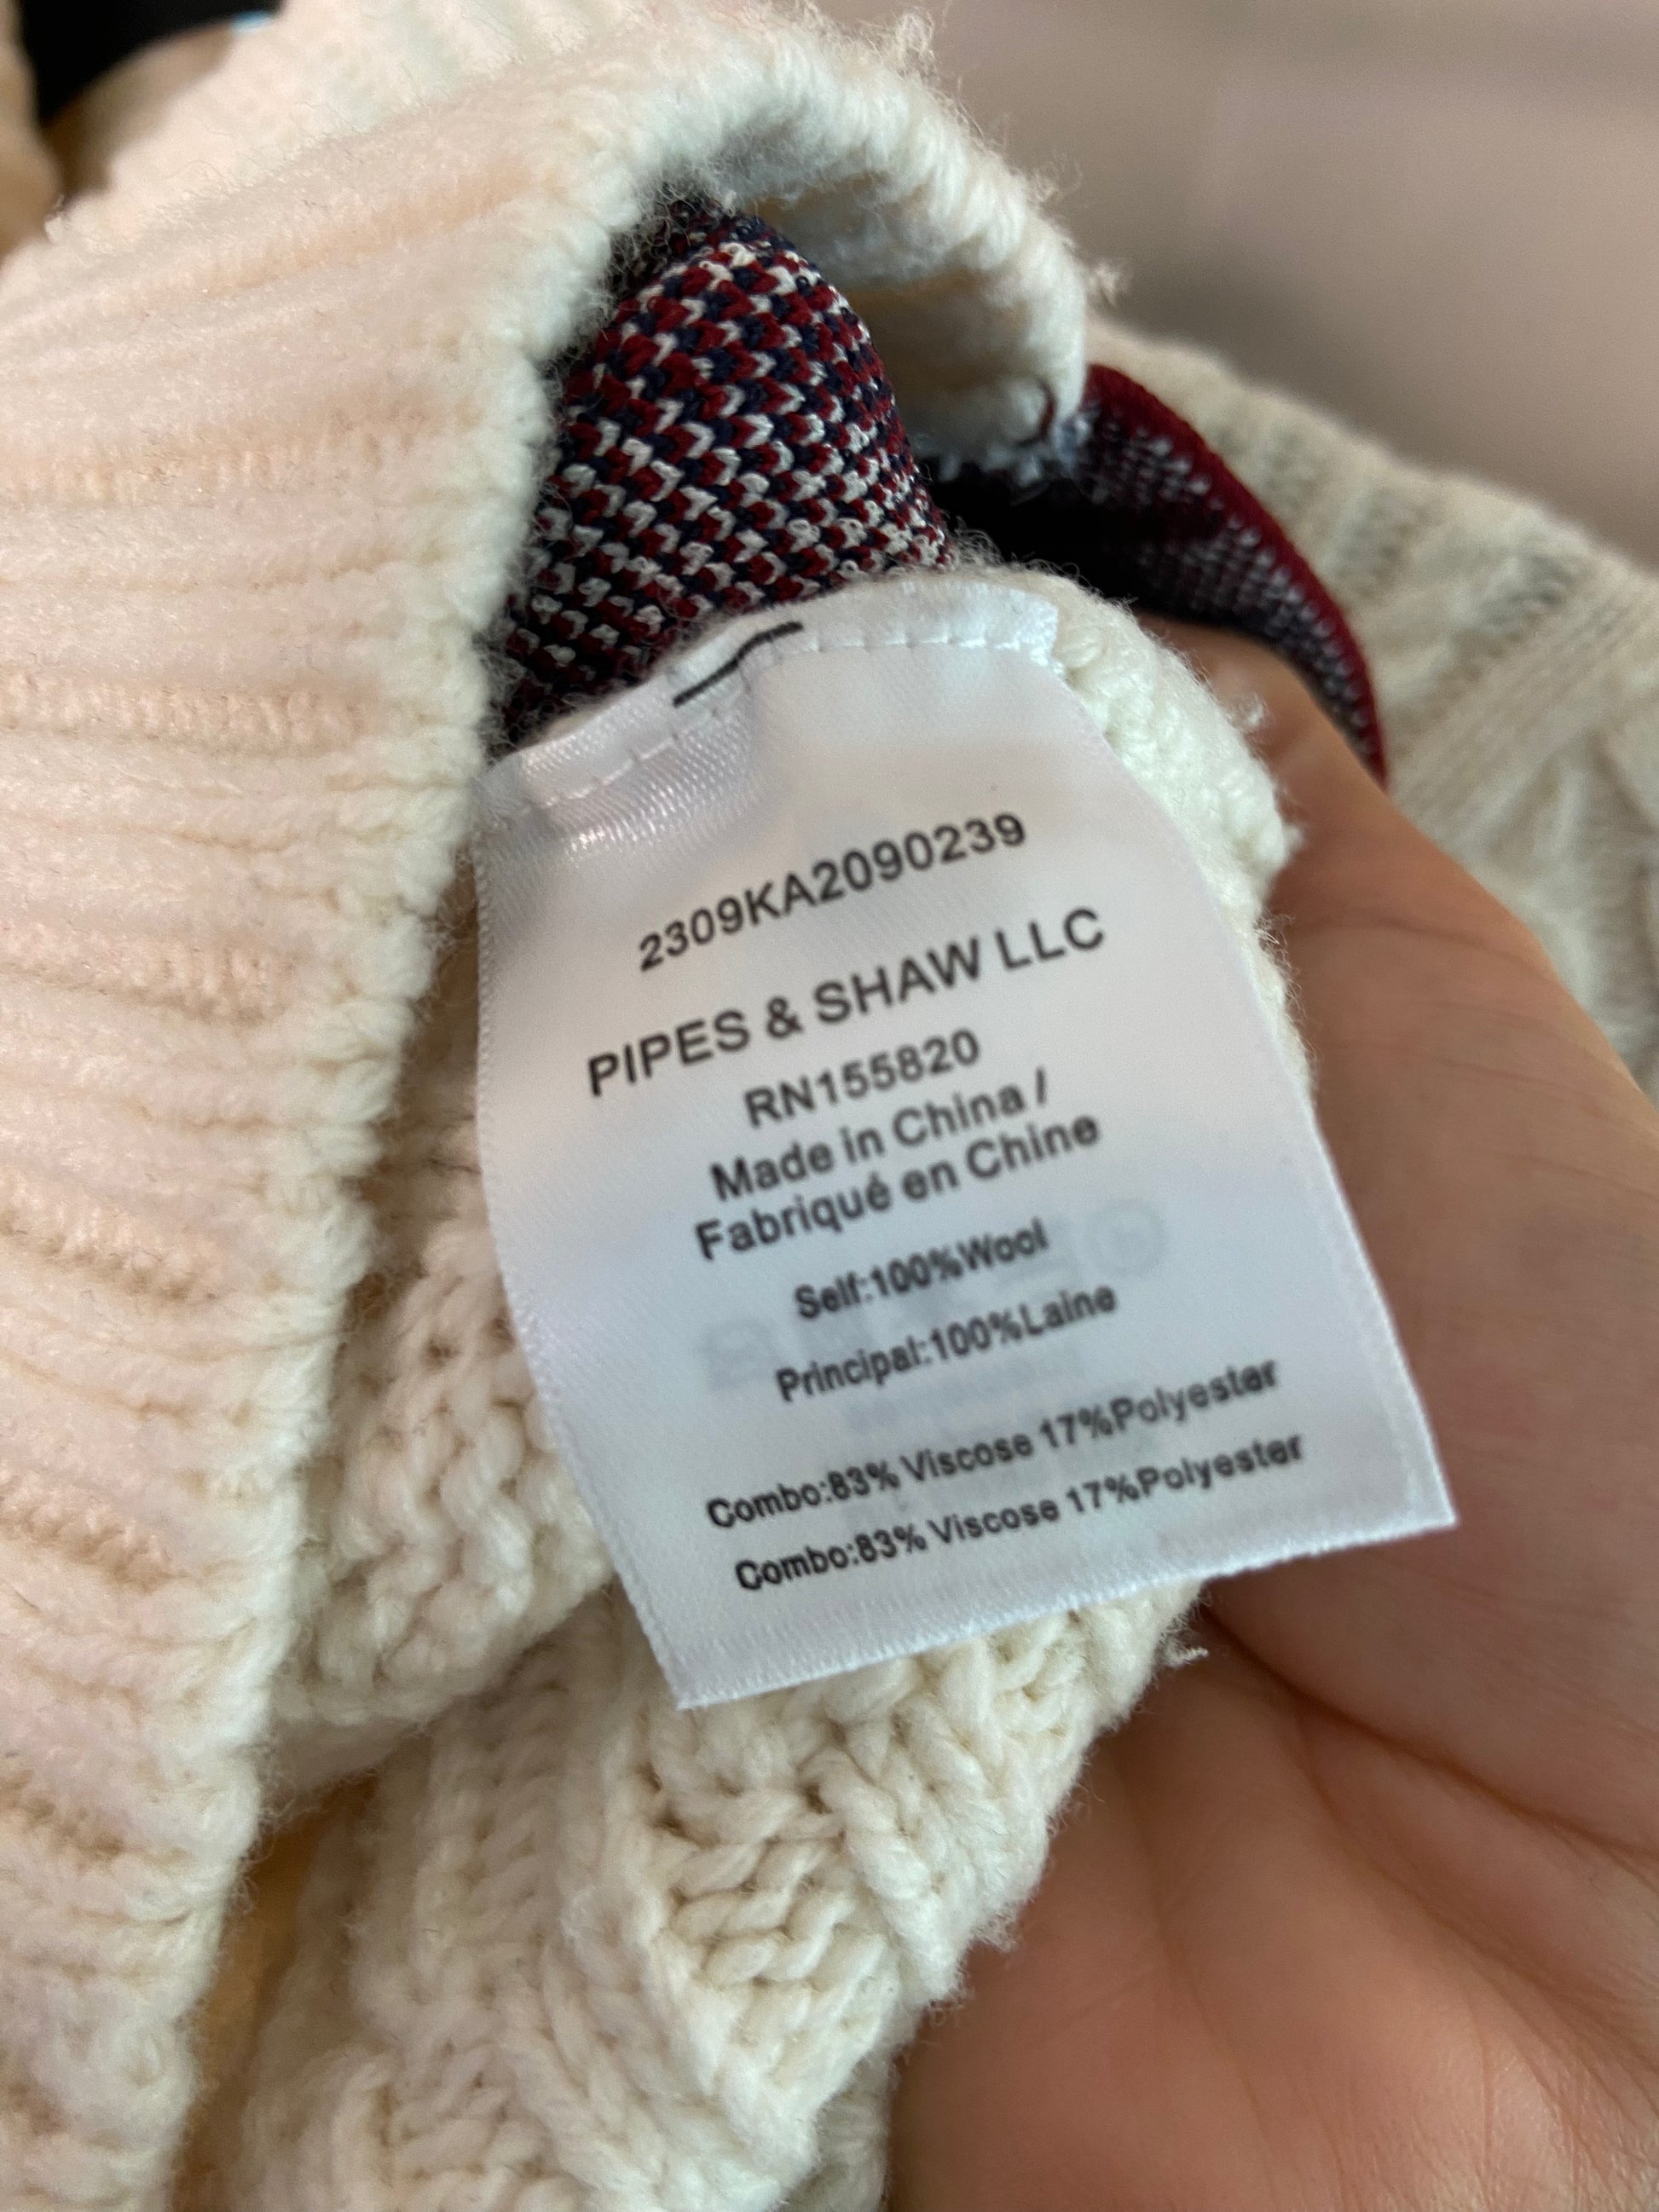 2309KA2090239
PIPES & SHAW LLC
RN155820
Made in China /
Fabriqué en Chine
Self:100%Wool
Principal:100%Laine
Combo:83% Viscose 17%Polyester
Combo:83% Viscose 17%Polyester